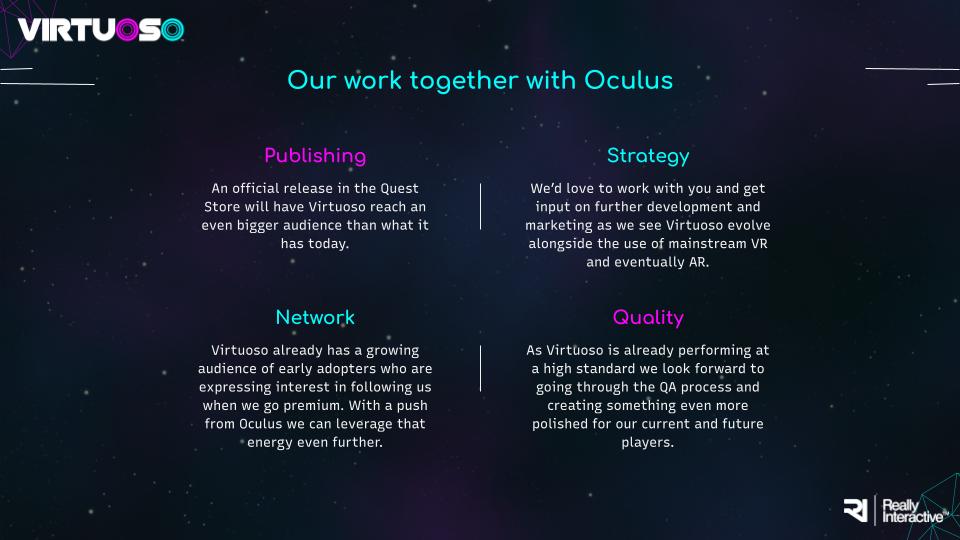 VIRTUOSO
Our work together with Oculus
Publishing
An official release in the Quest
Store will have Virtuoso reach an
even bigger audience than what it
has today.
Strategy
We'd love to work with you and get
input on further development and
marketing as we see Virtuoso evolve
alongside the use of mainstream VR
and eventually AR.
Network
Virtuoso already has a growing
audience of early adopters who are
expressing interest in following us
when we go premium. With a push
from Oculus we can leverage that
energy even further.
Quality
As Virtuoso is already performing at
a high standard we look forward to
going through the QA process and
creating something even more
polished for our current and future
players.
RI
Really
Interactive™